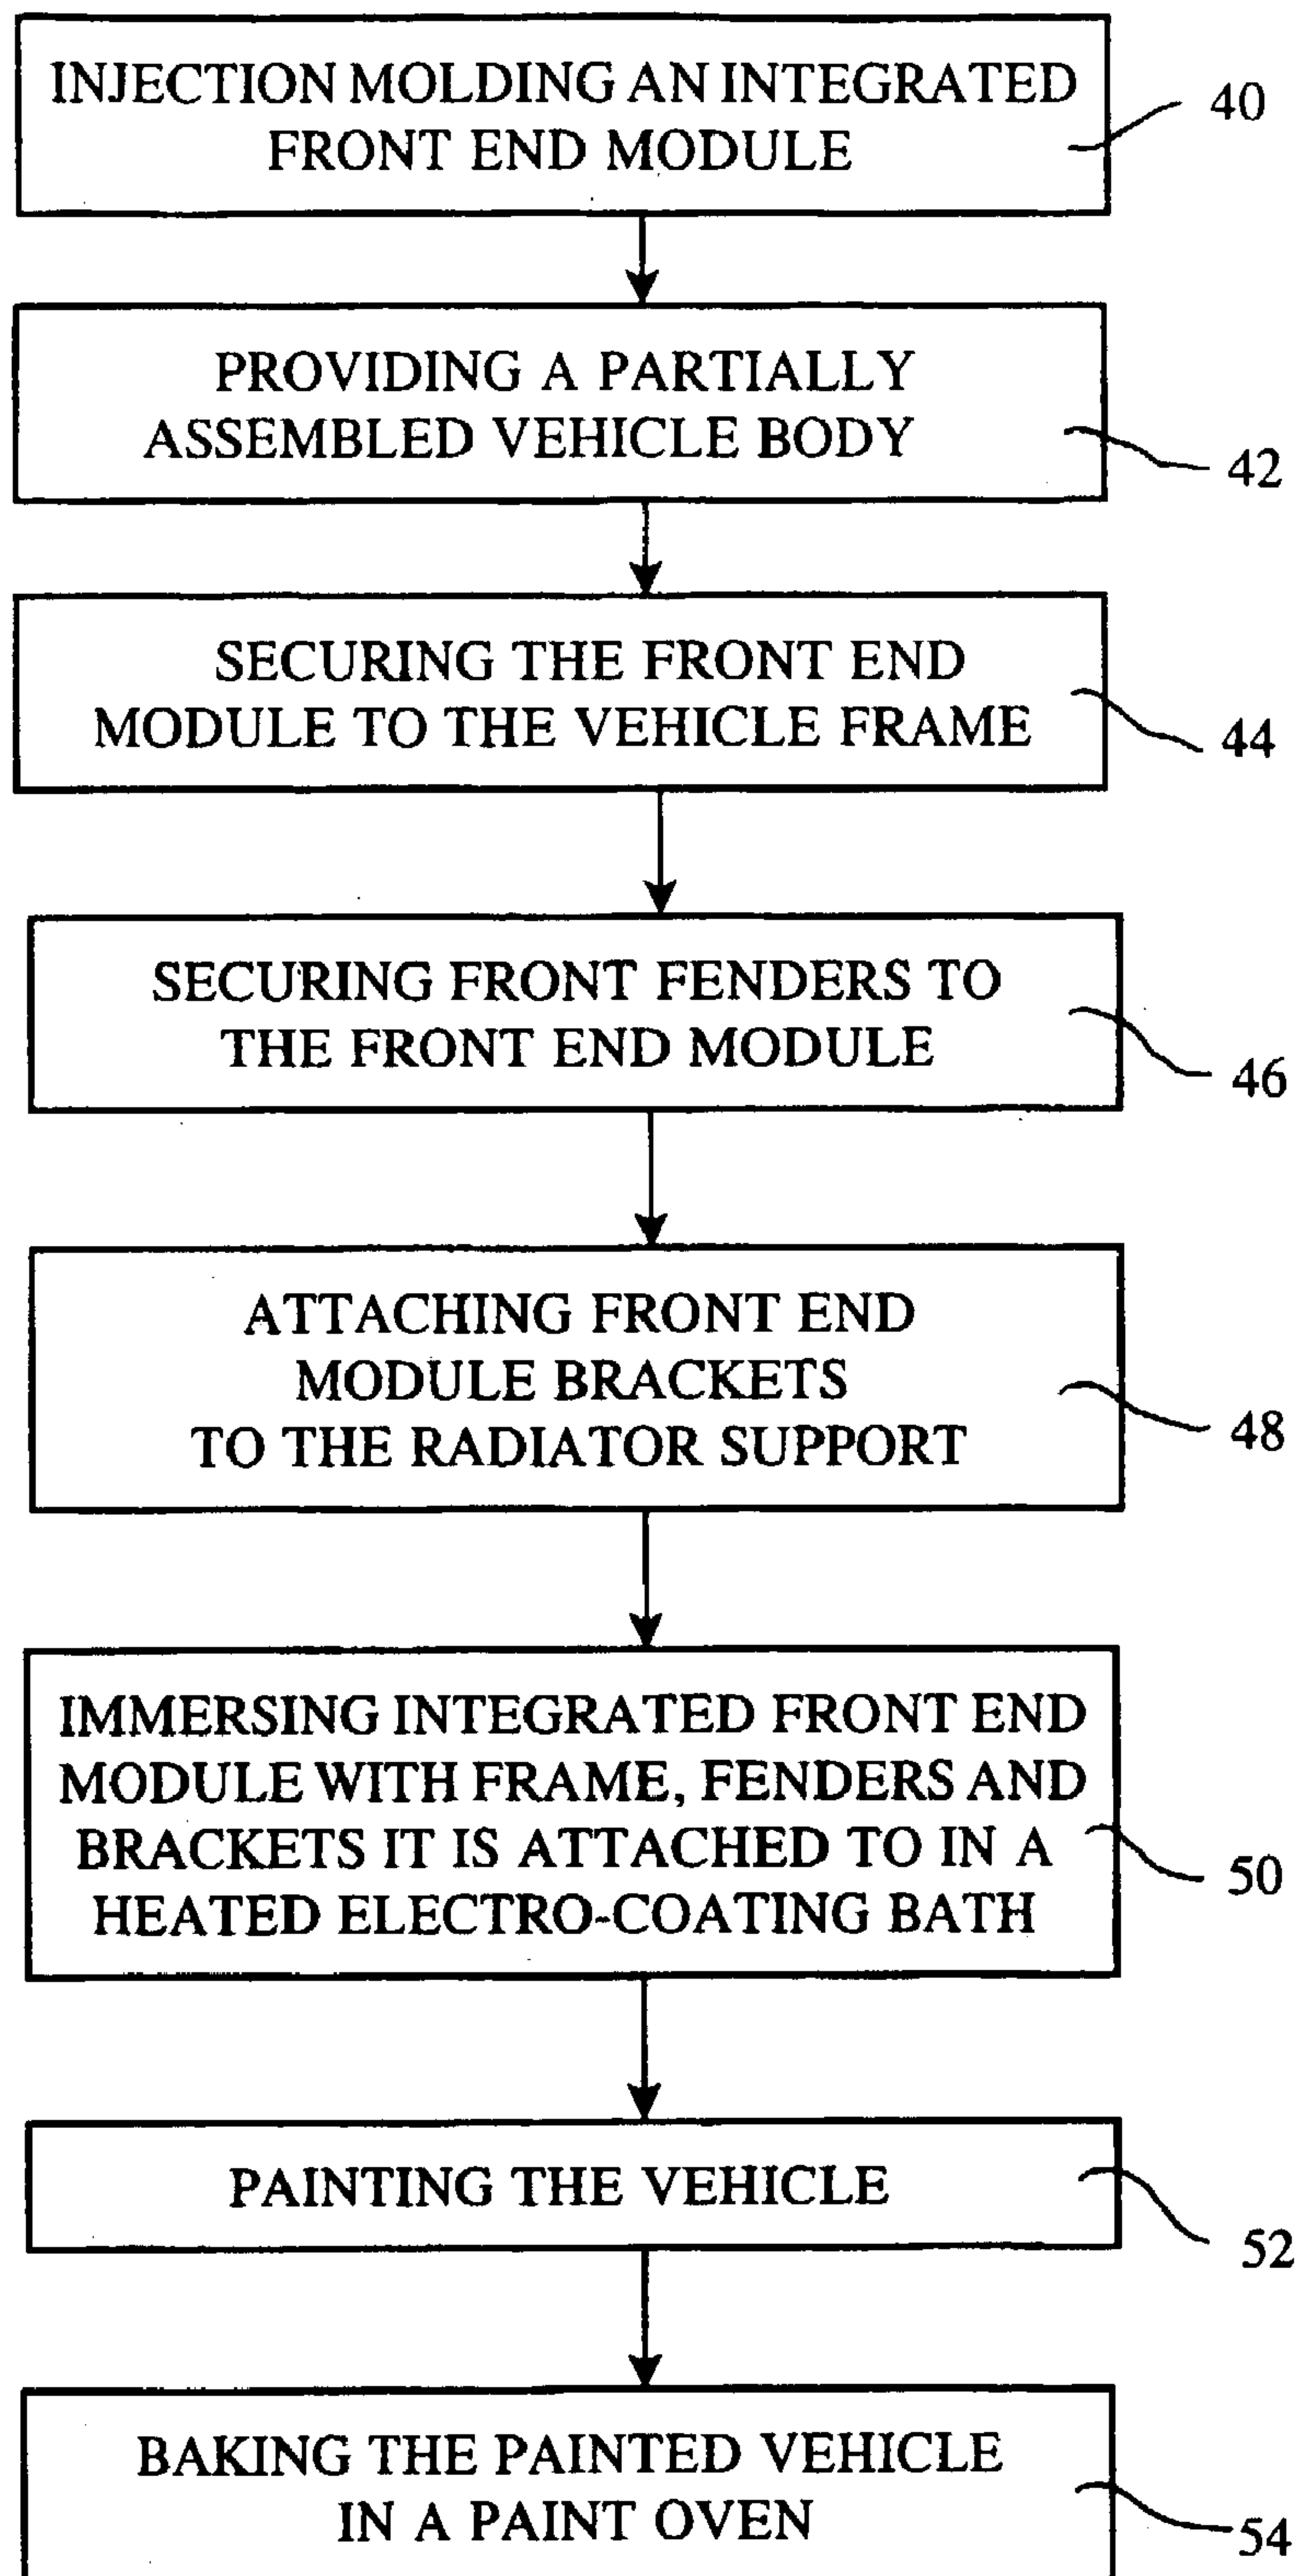 INJECTION MOLDING AN INTEGRATED
FRONT END MODULE
40
PROVIDING A PARTIALLY
ASSEMBLED VEHICLE BODY
42
SECURING THE FRONT END
MODULE TO THE VEHICLE FRAME
44
SECURING FRONT FENDERS TO
THE FRONT END MODULE
46
ATTACHING FRONT END
MODULE BRACKETS
TO THE RADIATOR SUPPORT
48
IMMERSING INTEGRATED FRONT END
MODULE WITH FRAME, FENDERS AND
BRACKETS IT IS ATTACHED TO IN A
HEATED ELECTRO-COATING BATH
50
PAINTING THE VEHICLE
52
BAKING THE PAINTED VEHICLE
IN A PAINT OVEN
54